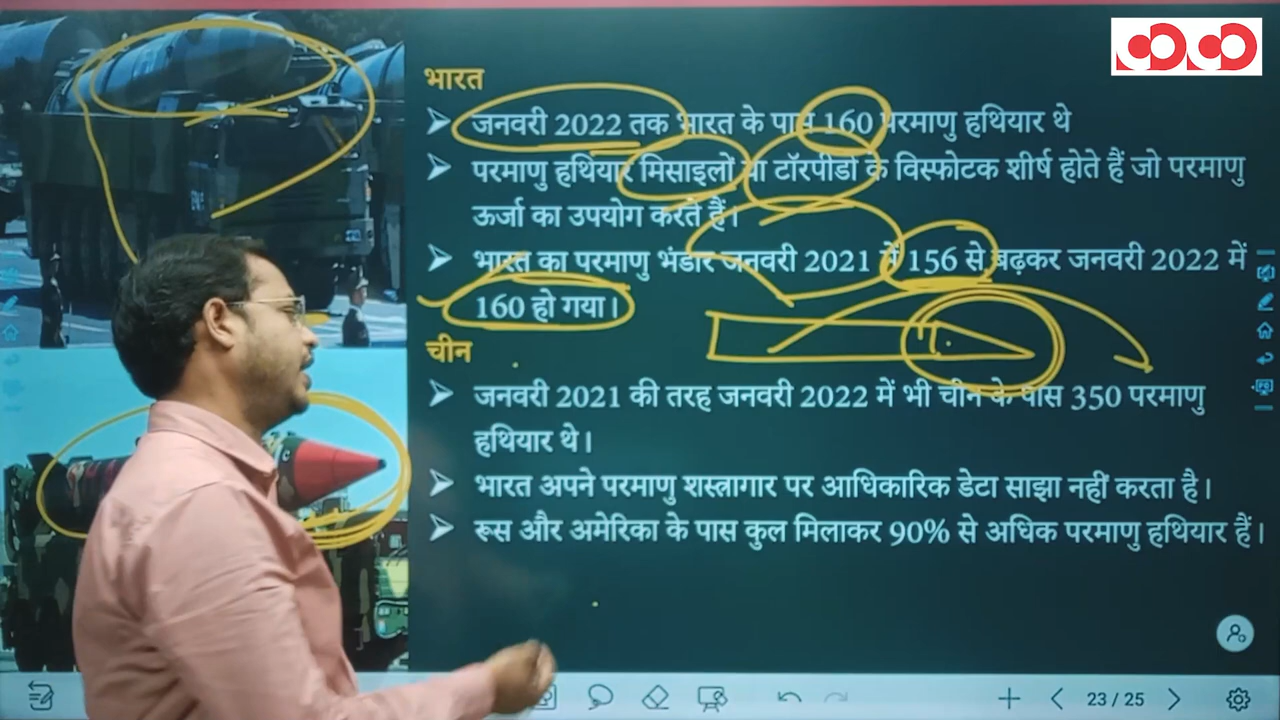 भारत
जनवरी 2022 तक भारत के पास 160 परमाणु हथियार थे
परमाणु हथियार मिसाइलों या टॉरपीडो के विस्फोटक शीर्ष होते हैं जो परमाणु
ऊर्जा का उपयोग करते हैं।
भारत का परमाणु भंडार जनवरी 2021 में 156 से बढ़कर जनवरी 2022 में
160 हो गया।
चीन
जनवरी 2021 की तरह जनवरी 2022 में भी चीन के पास 350 परमाणु
हथियार थे।
भारत अपने परमाणु शस्त्रागार पर आधिकारिक डेटा साझा नहीं करता है।
रूस और अमेरिका के पास कुल मिलाकर 90% से अधिक परमाणु हथियार हैं।
23 / 25